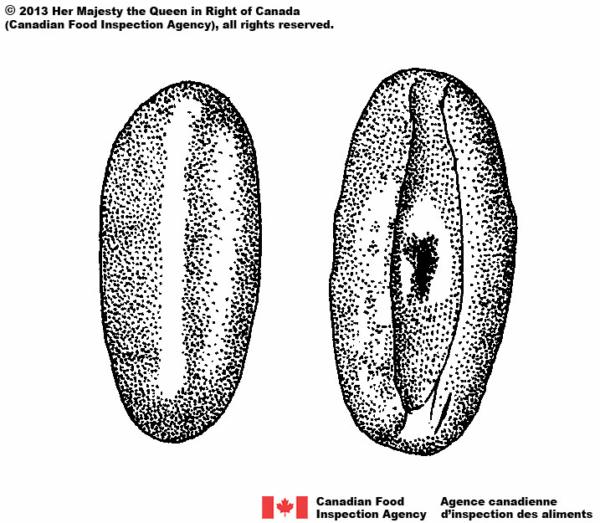 © 2013 Her Majesty the Queen in Right of Canada
(Canadian Food Inspection Agency), all rights reserved.
Canadian Food Agence canadienne
Inspection Agency d'inspection des aliments